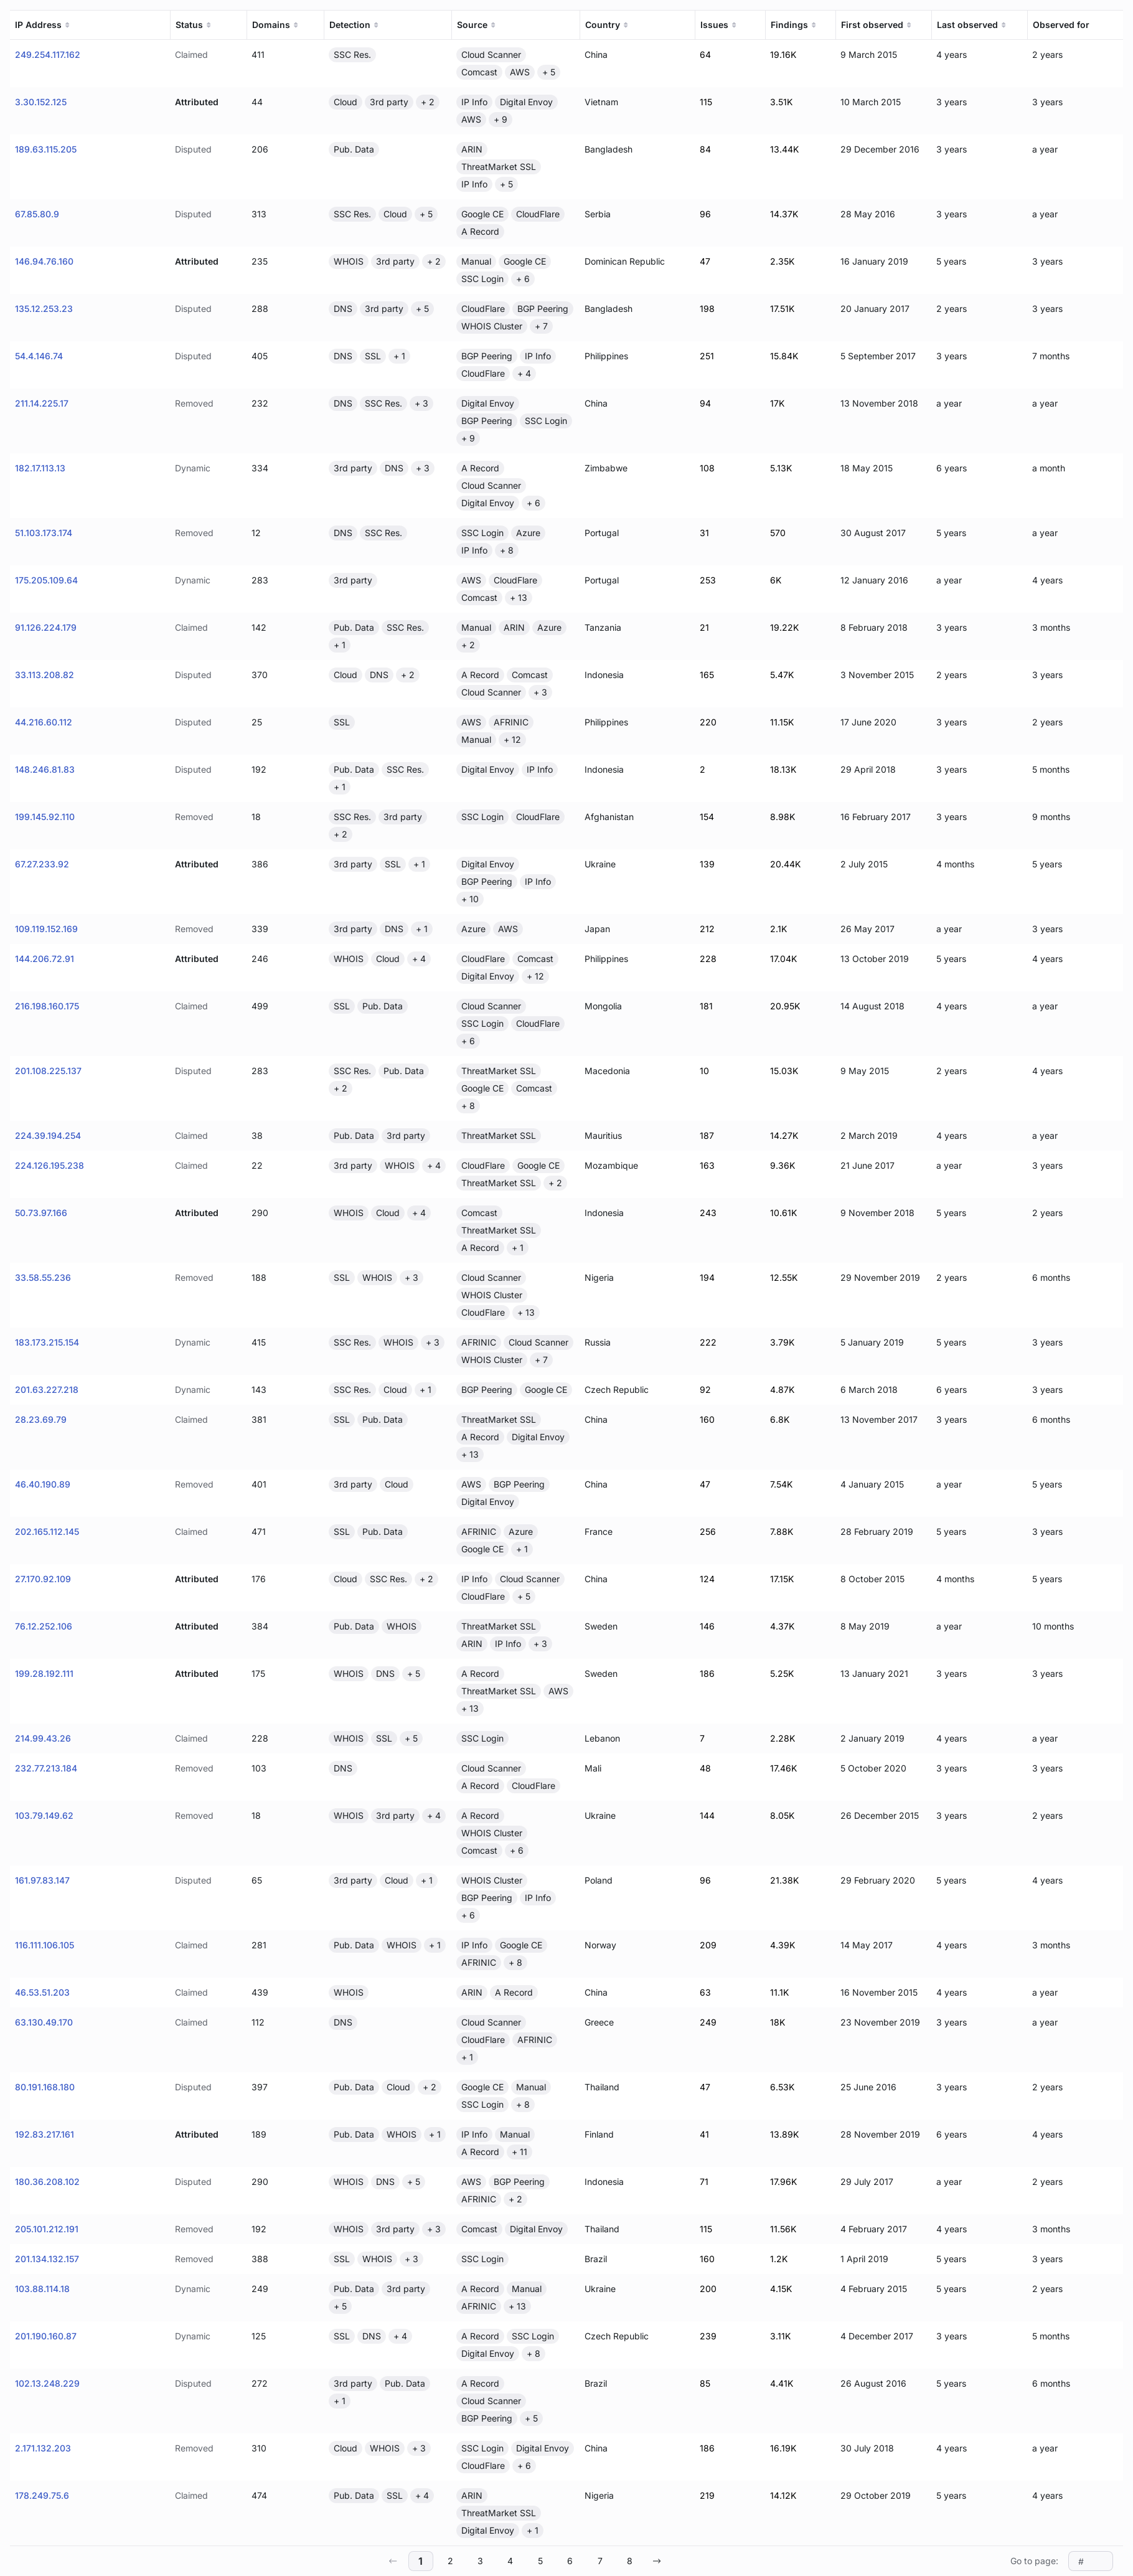 IP Address Status Domains Detection Source Country Issues Findings First observed Last observed Observed for
249.254.117.162 Claimed 411 SSC Res. Cloud Scanner China 64 19.16K 9 March 2015 4 years 2 years
Comcast AWS + 5
3.30.152.125 Attributed 44 Cloud 3rd party + 2 IP Info Digital Envoy Vietnam 115 3.51K 10 March 2015 3 years 3 years
AWS + 9
189.63.115.205 Disputed 206 Pub. Data ARIN Bangladesh 84 13.44K 29 December 2016 3 years a year
ThreatMarket SSL
IP Info + 5
67.85.80.9 Disputed 313 SSC Res. Cloud + 5 Google CE CloudFlare Serbia 96 14.37K 28 May 2016 3 years a year
A Record
146.94.76.160 Attributed 235 WHOIS 3rd party + 2 Manual Google CE Dominican Republic 47 2.35K 16 January 2019 5 years 3 years
SSC Login + 6
135.12.253.23 Disputed 288 DNS 3rd party + 5 CloudFlare BGP Peering Bangladesh 198 17.51K 20 January 2017 2 years 3 years
WHOIS Cluster + 7
54.4.146.74 Disputed 405 DNS SSL + 1 BGP Peering IP Info Philippines 251 15.84K 5 September 2017 3 years 7 months
CloudFlare + 4
211.14.225.17 Removed 232 DNS SSC Res. + 3 Digital Envoy China 94 17K 13 November 2018 a year a year
BGP Peering SSC Login
+ 9
182.17.113.13 Dynamic 334 3rd party DNS + 3 A Record Zimbabwe 108 5.13K 18 May 2015 6 years a month
Cloud Scanner
Digital Envoy + 6
51.103.173.174 Removed 12 DNS SSC Res. SSC Login Azure Portugal 31 570 30 August 2017 5 years a year
IP Info + 8
175.205.109.64 Dynamic 283 3rd party AWS CloudFlare Portugal 253 6K 12 January 2016 a year 4 years
Comcast + 13
91.126.224.179 Claimed 142 Pub. Data SSC Res. Manual ARIN Azure Tanzania 21 19.22K 8 February 2018 3 years 3 months
+ 1 + 2
33.113.208.82 Disputed 370 Cloud DNS + 2 A Record Comcast Indonesia 165 5.47K 3 November 2015 2 years 3 years
Cloud Scanner + 3
44.216.60.112 Disputed 25 SSL AWS AFRINIC Philippines 220 11.15K 17 June 2020 3 years 2 years
Manual + 12
148.246.81.83 Disputed 192 Pub. Data SSC Res. Digital Envoy IP Info Indonesia 2 18.13K 29 April 2018 3 years 5 months
+ 1
199.145.92.110 Removed 18 SSC Res. 3rd party SSC Login CloudFlare Afghanistan 154 8.98K 16 February 2017 3 years 9 months
+ 2
67.27.233.92 Attributed 386 3rd party SSL + 1 Digital Envoy Ukraine 139 20.44K 2 July 2015 4 months 5 years
BGP Peering IP Info
+ 10
109.119.152.169 Removed 339 3rd party DNS + 1 Azure AWS Japan 212 2.1K 26 May 2017 a year 3 years
144.206.72.91 Attributed 246 WHOIS Cloud + 4 CloudFlare Comcast Philippines 228 17.04K 13 October 2019 5 years 4 years
Digital Envoy + 12
216.198.160.175 Claimed 499 SSL Pub. Data Cloud Scanner Mongolia 181 20.95K 14 August 2018 4 years a year
SSC Login CloudFlare
+ 6
201.108.225.137 Disputed 283 SSC Res. Pub. Data ThreatMarket SSL Macedonia 10 15.03K 9 May 2015 2 years 4 years
+ 2 Google CE Comcast
+ 8
224.39.194.254 Claimed 38 Pub. Data 3rd party ThreatMarket SSL Mauritius 187 14.27K 2 March 2019 4 years a year
224.126.195.238 Claimed 22 3rd party WHOIS + 4 CloudFlare Google CE Mozambique 163 9.36K 21 June 2017 a year 3 years
ThreatMarket SSL + 2
50.73.97.166 Attributed 290 WHOIS Cloud + 4 Comcast Indonesia 243 10.61K 9 November 2018 5 years 2 years
ThreatMarket SSL
A Record + 1
33.58.55.236 Removed 188 SSL WHOIS + 3 Cloud Scanner Nigeria 194 12.55K 29 November 2019 2 years 6 months
WHOIS Cluster
CloudFlare + 13
183.173.215.154 Dynamic 415 SSC Res. WHOIS + 3 AFRINIC Cloud Scanner Russia 222 3.79K 5 January 2019 5 years 3 years
WHOIS Cluster + 7
201.63.227.218 Dynamic 143 SSC Res. Cloud + 1 BGP Peering Google CE Czech Republic 92 4.87K 6 March 2018 6 years 3 years
28.23.69.79 Claimed 381 SSL Pub. Data ThreatMarket SSL China 160 6.8K 13 November 2017 3 years 6 months
A Record Digital Envoy
+ 13
46.40.190.89 Removed 401 3rd party Cloud AWS BGP Peering China 47 7.54K 4 January 2015 a year 5 years
Digital Envoy
202.165.112.145 Claimed 471 SSL Pub. Data AFRINIC Azure France 256 7.88K 28 February 2019 5 years 3 years
Google CE + 1
27.170.92.109 Attributed 176 Cloud SSC Res. + 2 IP Info Cloud Scanner China 124 17.15K 8 October 2015 4 months 5 years
CloudFlare + 5
76.12.252.106 Attributed 384 Pub. Data WHOIS ThreatMarket SSL Sweden 146 4.37K 8 May 2019 a year 10 months
ARIN IP Info + 3
199.28.192.111 Attributed 175 WHOIS DNS + 5 A Record Sweden 186 5.25K 13 January 2021 3 years 3 years
ThreatMarket SSL AWS
+ 13
214.99.43.26 Claimed 228 WHOIS SSL + 5 SSC Login Lebanon 7 2.28K 2 January 2019 4 years a year
232.77.213.184 Removed 103 DNS Cloud Scanner Mali 48 17.46K 5 October 2020 3 years 3 years
A Record CloudFlare
103.79.149.62 Removed 18 WHOIS 3rd party + 4 A Record Ukraine 144 8.05K 26 December 2015 3 years 2 years
WHOIS Cluster
Comcast + 6
161.97.83.147 Disputed 65 3rd party Cloud + 1 WHOIS Cluster Poland 96 21.38K 29 February 2020 5 years 4 years
BGP Peering IP Info
+ 6
116.111.106.105 Claimed 281 Pub. Data WHOIS + 1 IP Info Google CE Norway 209 4.39K 14 May 2017 4 years 3 months
AFRINIC + 8
46.53.51.203 Claimed 439 WHOIS ARIN A Record China 63 11.1K 16 November 2015 4 years a year
63.130.49.170 Claimed 112 DNS Cloud Scanner Greece 249 18K 23 November 2019 3 years a year
CloudFlare AFRINIC
+ 1
80.191.168.180 Disputed 397 Pub. Data Cloud + 2 Google CE Manual Thailand 47 6.53K 25 June 2016 3 years 2 years
SSC Login + 8
192.83.217.161 Attributed 189 Pub. Data WHOIS + 1 IP Info Manual Finland 41 13.89K 28 November 2019 6 years 4 years
A Record + 11
180.36.208.102 Disputed 290 WHOIS DNS + 5 AWS BGP Peering Indonesia 71 17.96K 29 July 2017 a year 2 years
AFRINIC + 2
205.101.212.191 Removed 192 WHOIS 3rd party + 3 Comcast Digital Envoy Thailand 115 11.56K 4 February 2017 4 years 3 months
201.134.132.157 Removed 388 SSL WHOIS + 3 SSC Login Brazil 160 1.2K 1 April 2019 5 years 3 years
103.88.114.18 Dynamic 249 Pub. Data 3rd party A Record Manual Ukraine 200 4.15K 4 February 2015 5 years 2 years
+ 5 AFRINIC + 13
201.190.160.87 Dynamic 125 SSL DNS + 4 A Record SSC Login Czech Republic 239 3.11K 4 December 2017 3 years 5 months
Digital Envoy + 8
102.13.248.229 Disputed 272 3rd party Pub. Data A Record Brazil 85 4.41K 26 August 2016 5 years 6 months
+ 1 Cloud Scanner
BGP Peering + 5
2.171.132.203 Removed 310 Cloud WHOIS + 3 SSC Login Digital Envoy China 186 16.19K 30 July 2018 4 years a year
CloudFlare + 6
178.249.75.6 Claimed 474 Pub. Data SSL + 4 ARIN Nigeria 219 14.12K 29 October 2019 5 years 4 years
ThreatMarket SSL
Digital Envoy + 1
← 1 2 3 4 5 6 7 8 → Go to page: #